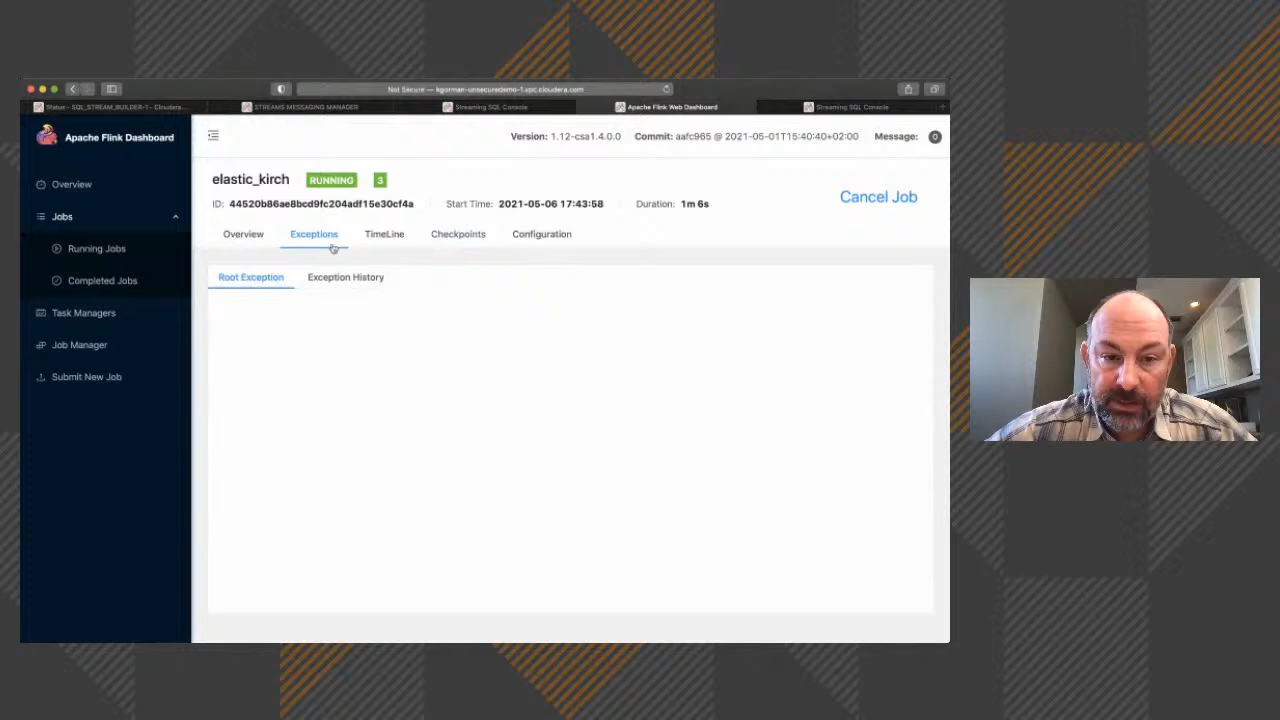 Not Secure — kgorman-unsecuredemo-1.vpc.cloudera.com
Status - SQL_STREAM_BUILDER-1 - Cloudera...
STREAMS MESSAGING MANAGER
Streaming SQL Console
Apache Flink Web Dashboard
Streaming SQL Console
Apache Flink Dashboard
Version: 1.12-csa1.4.0.0
Commit: aafc965 @ 2021-05-01T15:40:40+02:00
Message: 0
Overview
Jobs
Running Jobs
Completed Jobs
Task Managers
Job Manager
Submit New Job
elastic_kirch RUNNING 3
ID: 44520b86ae8bcd9fc204adf15e30cf4a
Start Time: 2021-05-06 17:43:58
Duration: 1m 6s
Cancel Job
Overview
Exceptions
TimeLine
Checkpoints
Configuration
Root Exception
Exception History